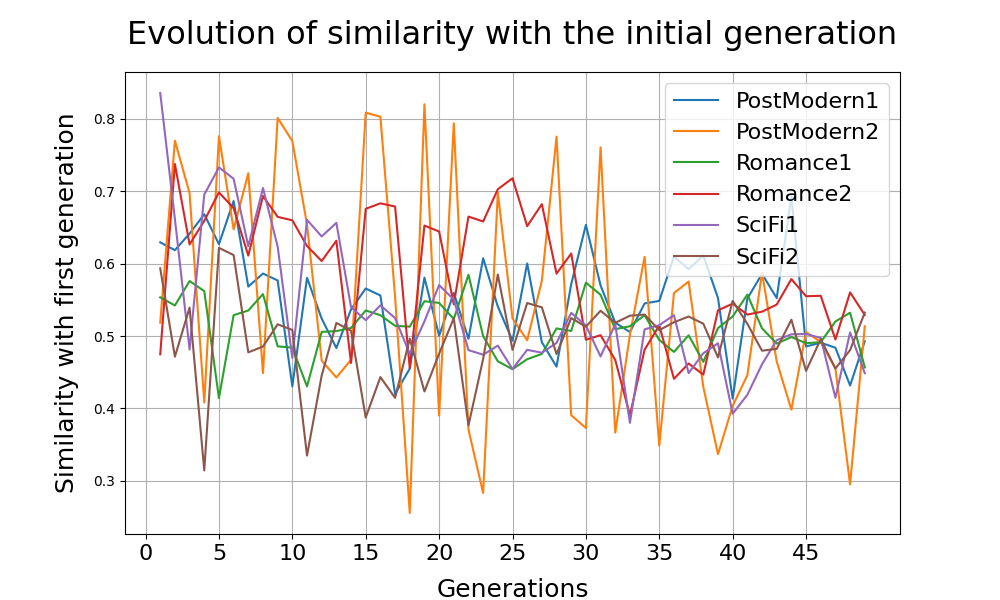 Evolution of similarity with the initial generation
PostModern1
PostModern2
Romance1
Romance2
SciFi1
SciFi2
Similarity with first generation
0.8
0.7
0.6
0.5
0.4
0.3
0 5 10 15 20 25 30 35 40 45
Generations